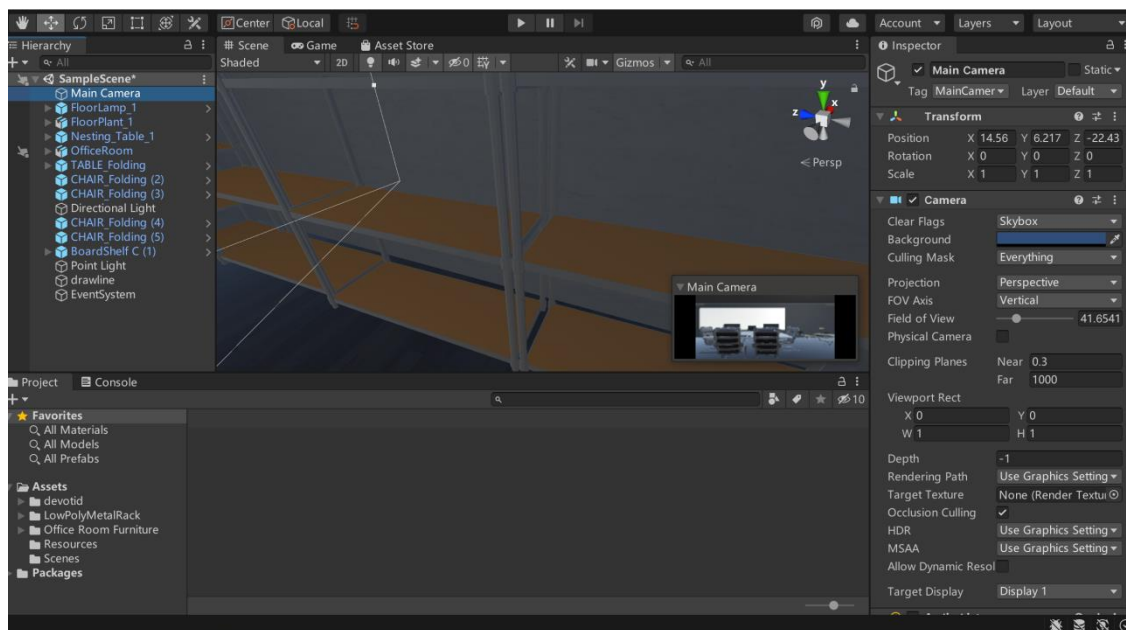 Center Local
Account Layers Layout
Hierarchy
All
SampleScene*
Main Camera
FloorLamp_1
FloorPlant_1
Nesting_Table_1
OfficeRoom
TABLE_Folding
CHAIR_Folding (2)
CHAIR_Folding (3)
Directional Light
CHAIR_Folding (4)
CHAIR_Folding (5)
BoardShelf C (1)
Point Light
drawline
EventSystem
Scene Game Asset Store
Shaded 2D 0 Gizmos All
y
x
z
Persp
Main Camera
Project Console
10
Favorites
All Materials
All Models
All Prefabs
Assets
devotid
LowPolyMetalRack
Office Room Furniture
Resources
Scenes
Packages
Inspector
Main Camera Static
Tag MainCamer Layer Default
Transform
Position X 14.56 Y 6.217 Z -22.43
Rotation X 0 Y 0 Z 0
Scale X 1 Y 1 Z 1
Camera
Clear Flags Skybox
Background
Culling Mask Everything
Projection Perspective
FOV Axis Vertical
Field of View 41.6541
Physical Camera
Clipping Planes Near 0.3
Far 1000
Viewport Rect
X 0 Y 0
W 1 H 1
Depth -1
Rendering Path Use Graphics Setting
Target Texture None (Render Textu
Occlusion Culling
HDR Use Graphics Setting
MSAA Use Graphics Setting
Allow Dynamic Resol
Target Display Display 1